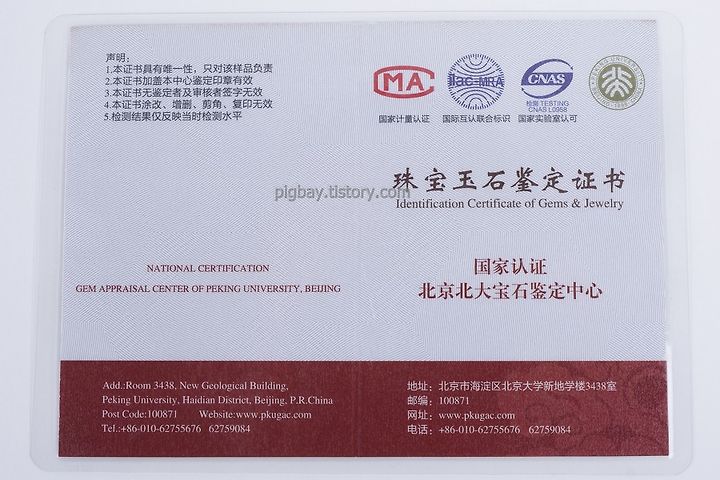 声明：
1.本证书具有唯一性，只对该样品负责
2.本证书加盖本中心鉴定印章有效
3.本证书无鉴定者及审核者签字无效
4.本证书涂改、增删、剪角、复印无效
5.检测结果仅反映当时检测水平
CMA
国家计量认证
ilac-MRA
国际互认联合标识
CNAS
检测 TESTING
CNAS L0958
国家实验室认可
珠宝玉石鉴定证书
Identification Certificate of Gems & Jewelry
pigbay.tistory.com
NATIONAL CERTIFICATION
GEM APPRAISAL CENTER OF PEKING UNIVERSITY, BEIJING
国家认证
北京北大宝石鉴定中心
Add.:Room 3438, New Geological Building,
Peking University, Haidian District, Beijing, P.R.China
Post Code:100871 Website:www.pkugac.com
Tel.:+86-010-62755676 62759084
地址：北京市海淀区北京大学新地学楼3438室
邮编：100871
网址：www.pkugac.com
电话：+86-010-62755676 62759084